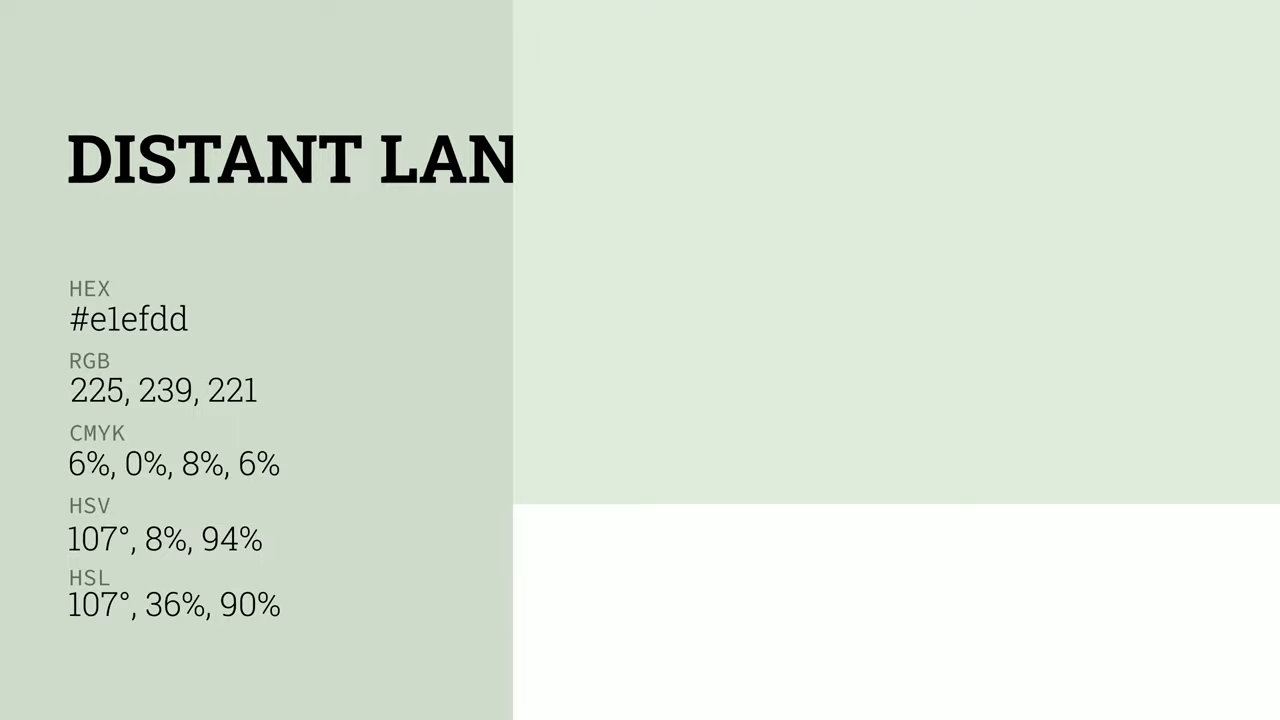 DISTANT LAN
HEX
#e1efdd
RGB
225, 239, 221
CMYK
6%, 0%, 8%, 6%
HSV
107°, 8%, 94%
HSL
107°, 36%, 90%